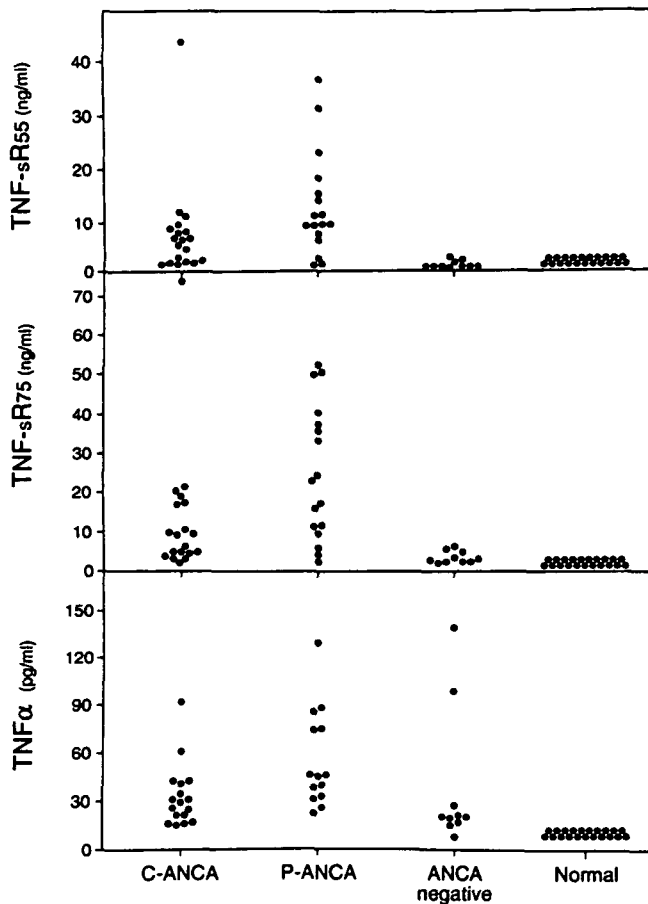 TNF-sR55 (ng/ml)
40
30
20
10
0
TNF-sR75 (ng/ml)
70
60
50
40
30
20
10
0
TNFα (pg/ml)
150
120
90
60
30
0
C-ANCA
P-ANCA
ANCA
negative
Normal